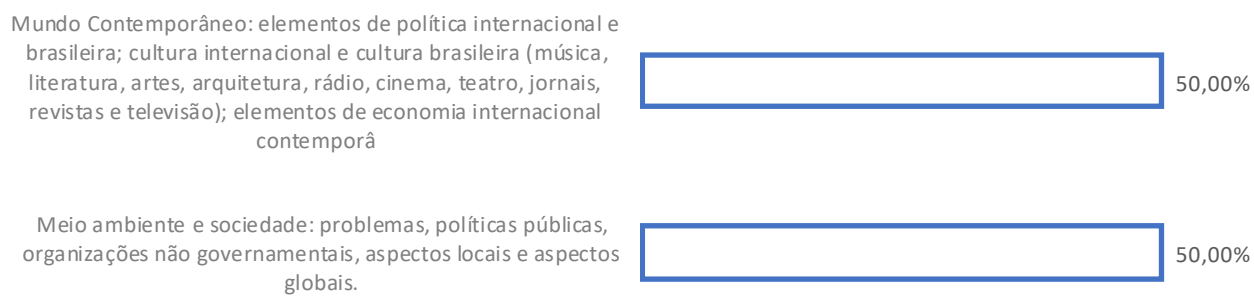 Mundo Contemporâneo: elementos de política internacional e
brasileira; cultura internacional e cultura brasileira (música,
literatura, artes, arquitetura, rádio, cinema, teatro, jornais,
revistas e televisão); elementos de economia internacional
contemporâ
50,00%
Meio ambiente e sociedade: problemas, políticas públicas,
organizações não governamentais, aspectos locais e aspectos
globais.
50,00%